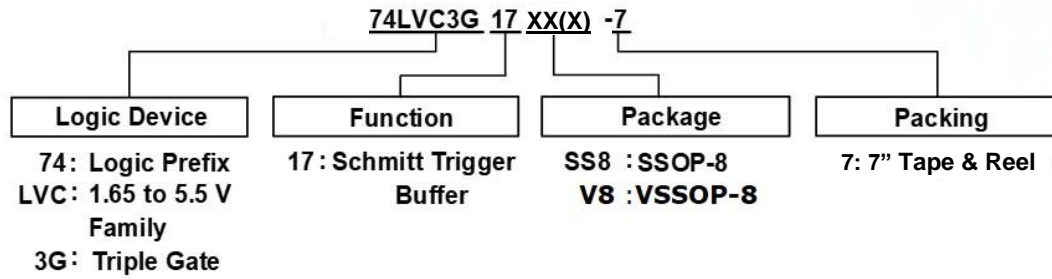 74LVC3G 17 XX(X) -7
Logic Device Function Package Packing
74: Logic Prefix 17: Schmitt Trigger SS8 : SSOP-8 7: 7” Tape & Reel
LVC: 1.65 to 5.5 V Buffer V8 : VSSOP-8
Family
3G: Triple Gate